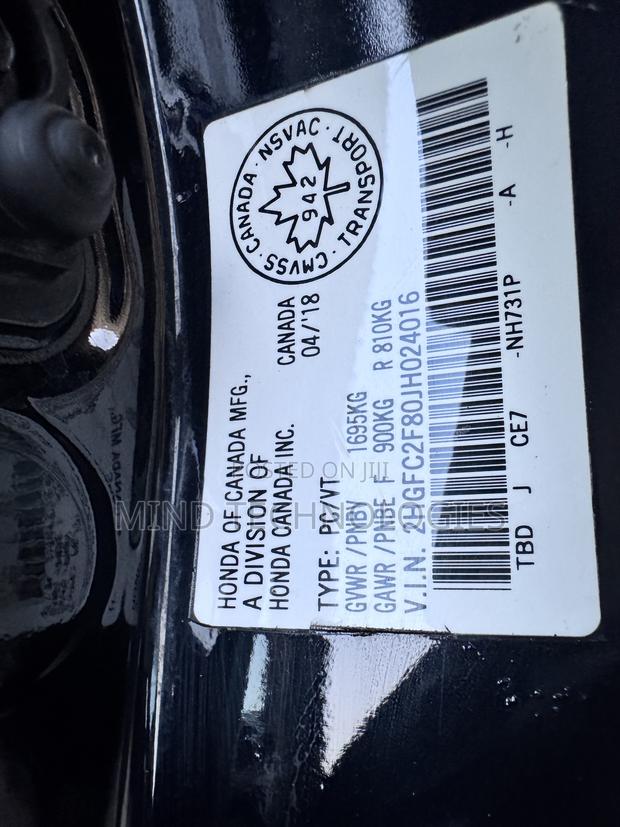 CMVSS · CANADA · NSVAC · TRANSPORT
942
HONDA OF CANADA MFG.,
A DIVISION OF
HONDA CANADA INC.
CANADA
04/'18
TYPE: PC/VT
GVWR /PNBV 1695KG
GAWR /PNBE F 900KG R 810KG
V.I.N. 2HGFC2F80JH024016
TBD J CE7 -NH731P -A -H
POSTED ON JIJI
MIND TECHNOLOGIES